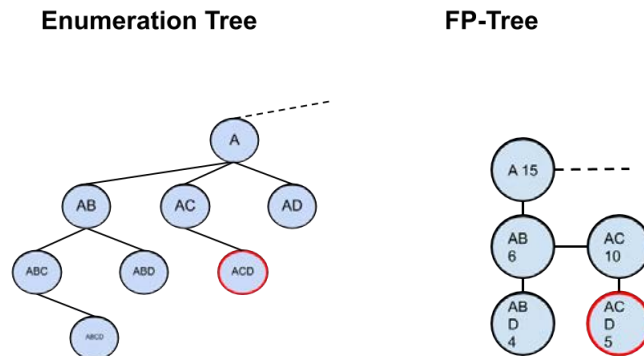 Enumeration Tree
FP-Tree
A
AB
AC
AD
ABC
ABD
ACD
ABCD
A 15
AB
6
AC
10
AB
D
4
AC
D
5